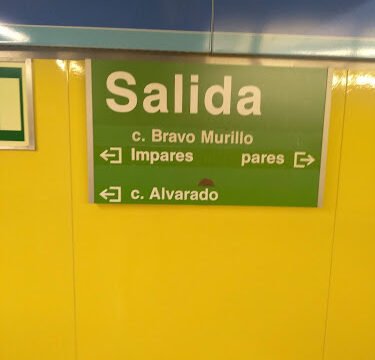 Salida
c. Bravo Murillo
Impares pares
c. Alvarado